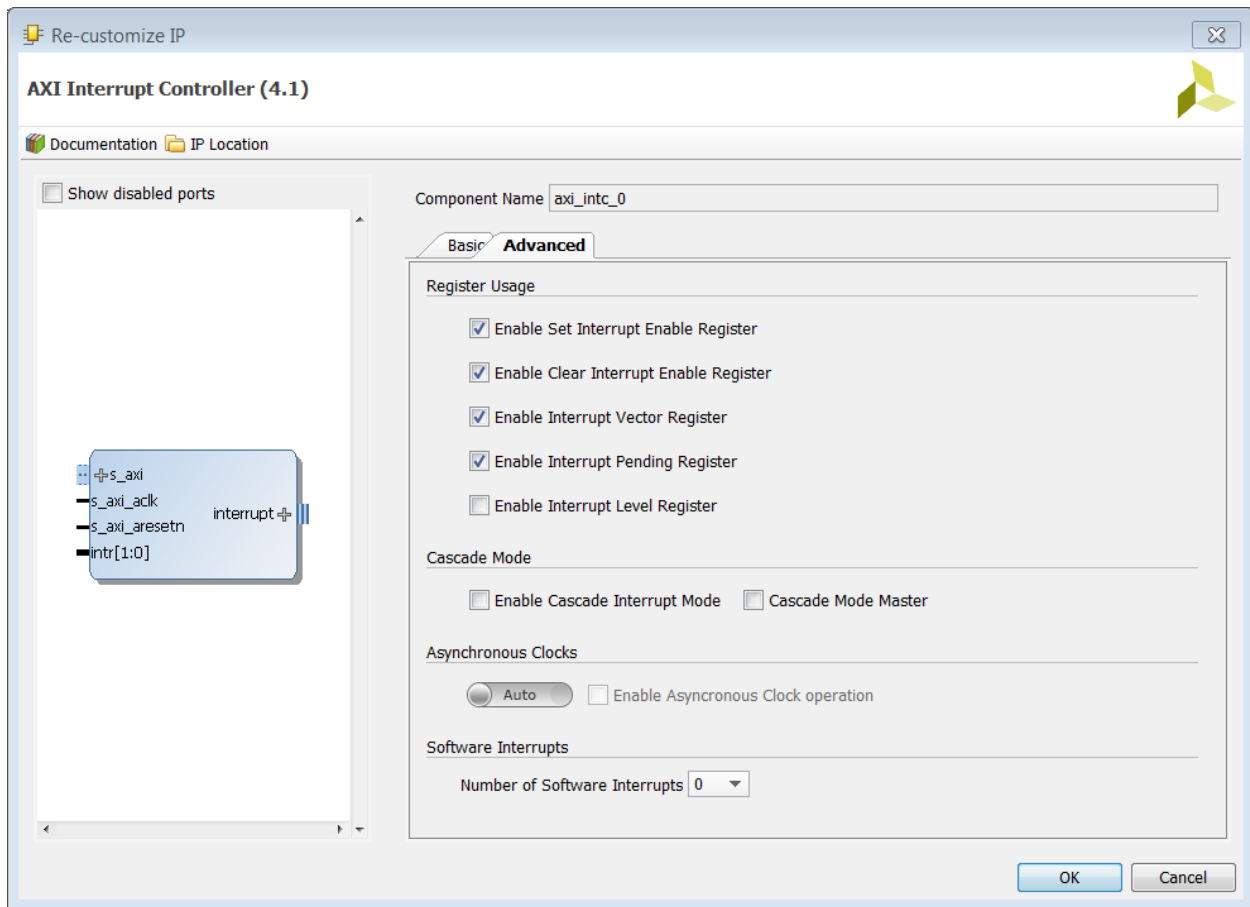 Re-customize IP
AXI Interrupt Controller (4.1)
Documentation IP Location
Show disabled ports
s_axi
s_axi_aclk
s_axi_aresetn
intr[1:0]
interrupt
Component Name axi_intc_0
Basic Advanced
Register Usage
Enable Set Interrupt Enable Register
Enable Clear Interrupt Enable Register
Enable Interrupt Vector Register
Enable Interrupt Pending Register
Enable Interrupt Level Register
Cascade Mode
Enable Cascade Interrupt Mode Cascade Mode Master
Asynchronous Clocks
Auto Enable Asyncronous Clock operation
Software Interrupts
Number of Software Interrupts 0
OK Cancel